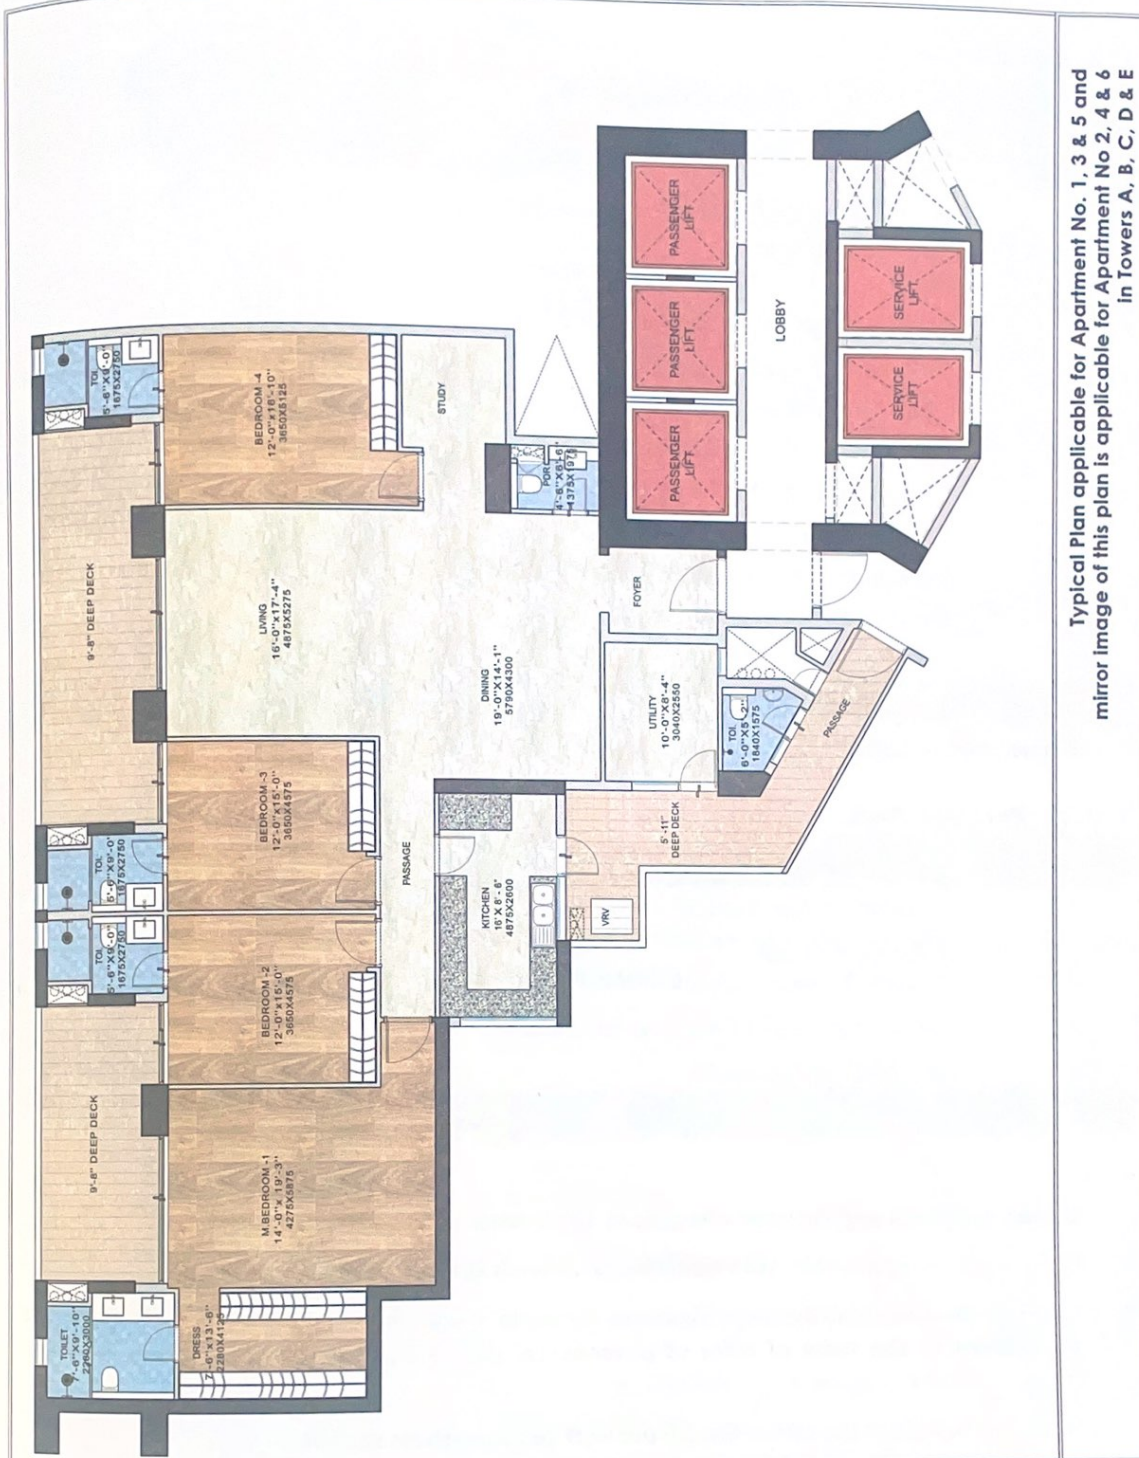 TOILET
7'-6"X9'-10"
2280X3000
9'-8" DEEP DECK
TOI.
5'-6"X9'-0"
1675X2750
TOI.
5'-6"X9'-0"
1675X2750
9'-8" DEEP DECK
TOI.
5'-6"X9'-0"
1675X2750
DRESS
7'-6"x13'-6"
2280X4125
M.BEDROOM -1
14'-0"x 19'-3"
4275X5875
BEDROOM -2
12'-0"x15'-0"
3650X4575
BEDROOM -3
12'-0"x15'-0"
3650X4575
LIVING
16'-0"x17'-4"
4875X5275
BEDROOM -4
12'-0"x16'-10"
3650X5125
PASSAGE
STUDY
KITCHEN
16'X 8'- 6"
4875X2600
DINING
19'-0"X14'-1"
5790X4300
4'-6"X6'-6"
1375X1975
VRV
5'-11"
DEEP DECK
UTILITY
10'-0"X8'-4"
3040X2550
FOYER
PASSENGER
LIFT
PASSENGER
LIFT
PASSENGER
LIFT
TOI.
6'-0"X5'-2"
1840X1575
PASSAGE
LOBBY
SERVICE
LIFT
SERVICE
LIFT
Typical Plan applicable for Apartment No. 1, 3 & 5 and
mirror image of this plan is applicable for Apartment No 2, 4 & 6
in Towers A, B, C, D & E